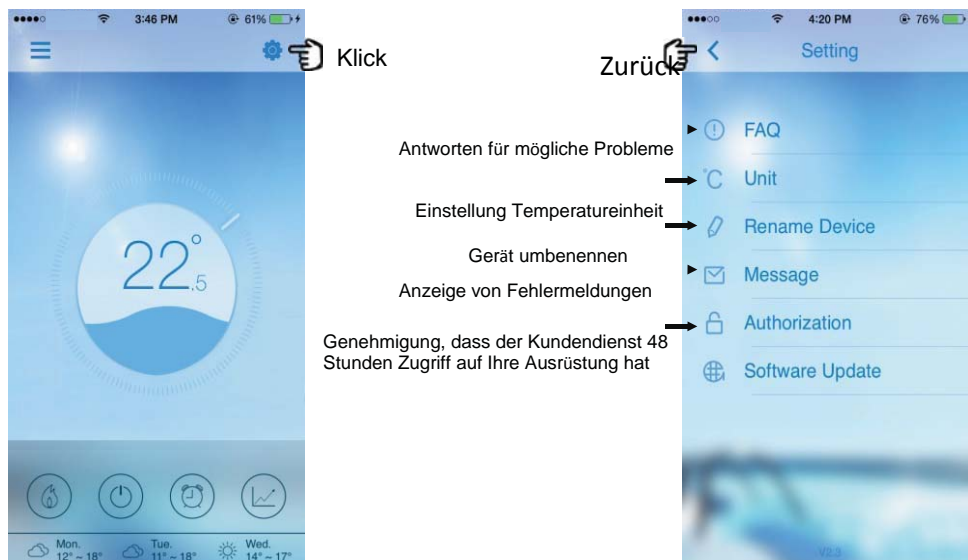 3:46 PM
61%
Klick
22.5°
Mon.
12° ~ 18°
Tue.
11° ~ 18°
Wed.
14° ~ 17°
Antworten für mögliche Probleme
Einstellung Temperatureinheit
Gerät umbenennen
Anzeige von Fehlermeldungen
Genehmigung, dass der Kundendienst 48
Stunden Zugriff auf Ihre Ausrüstung hat
4:20 PM
76%
Zurück
Setting
FAQ
°C
Unit
Rename Device
Message
Authorization
Software Update
V2.3